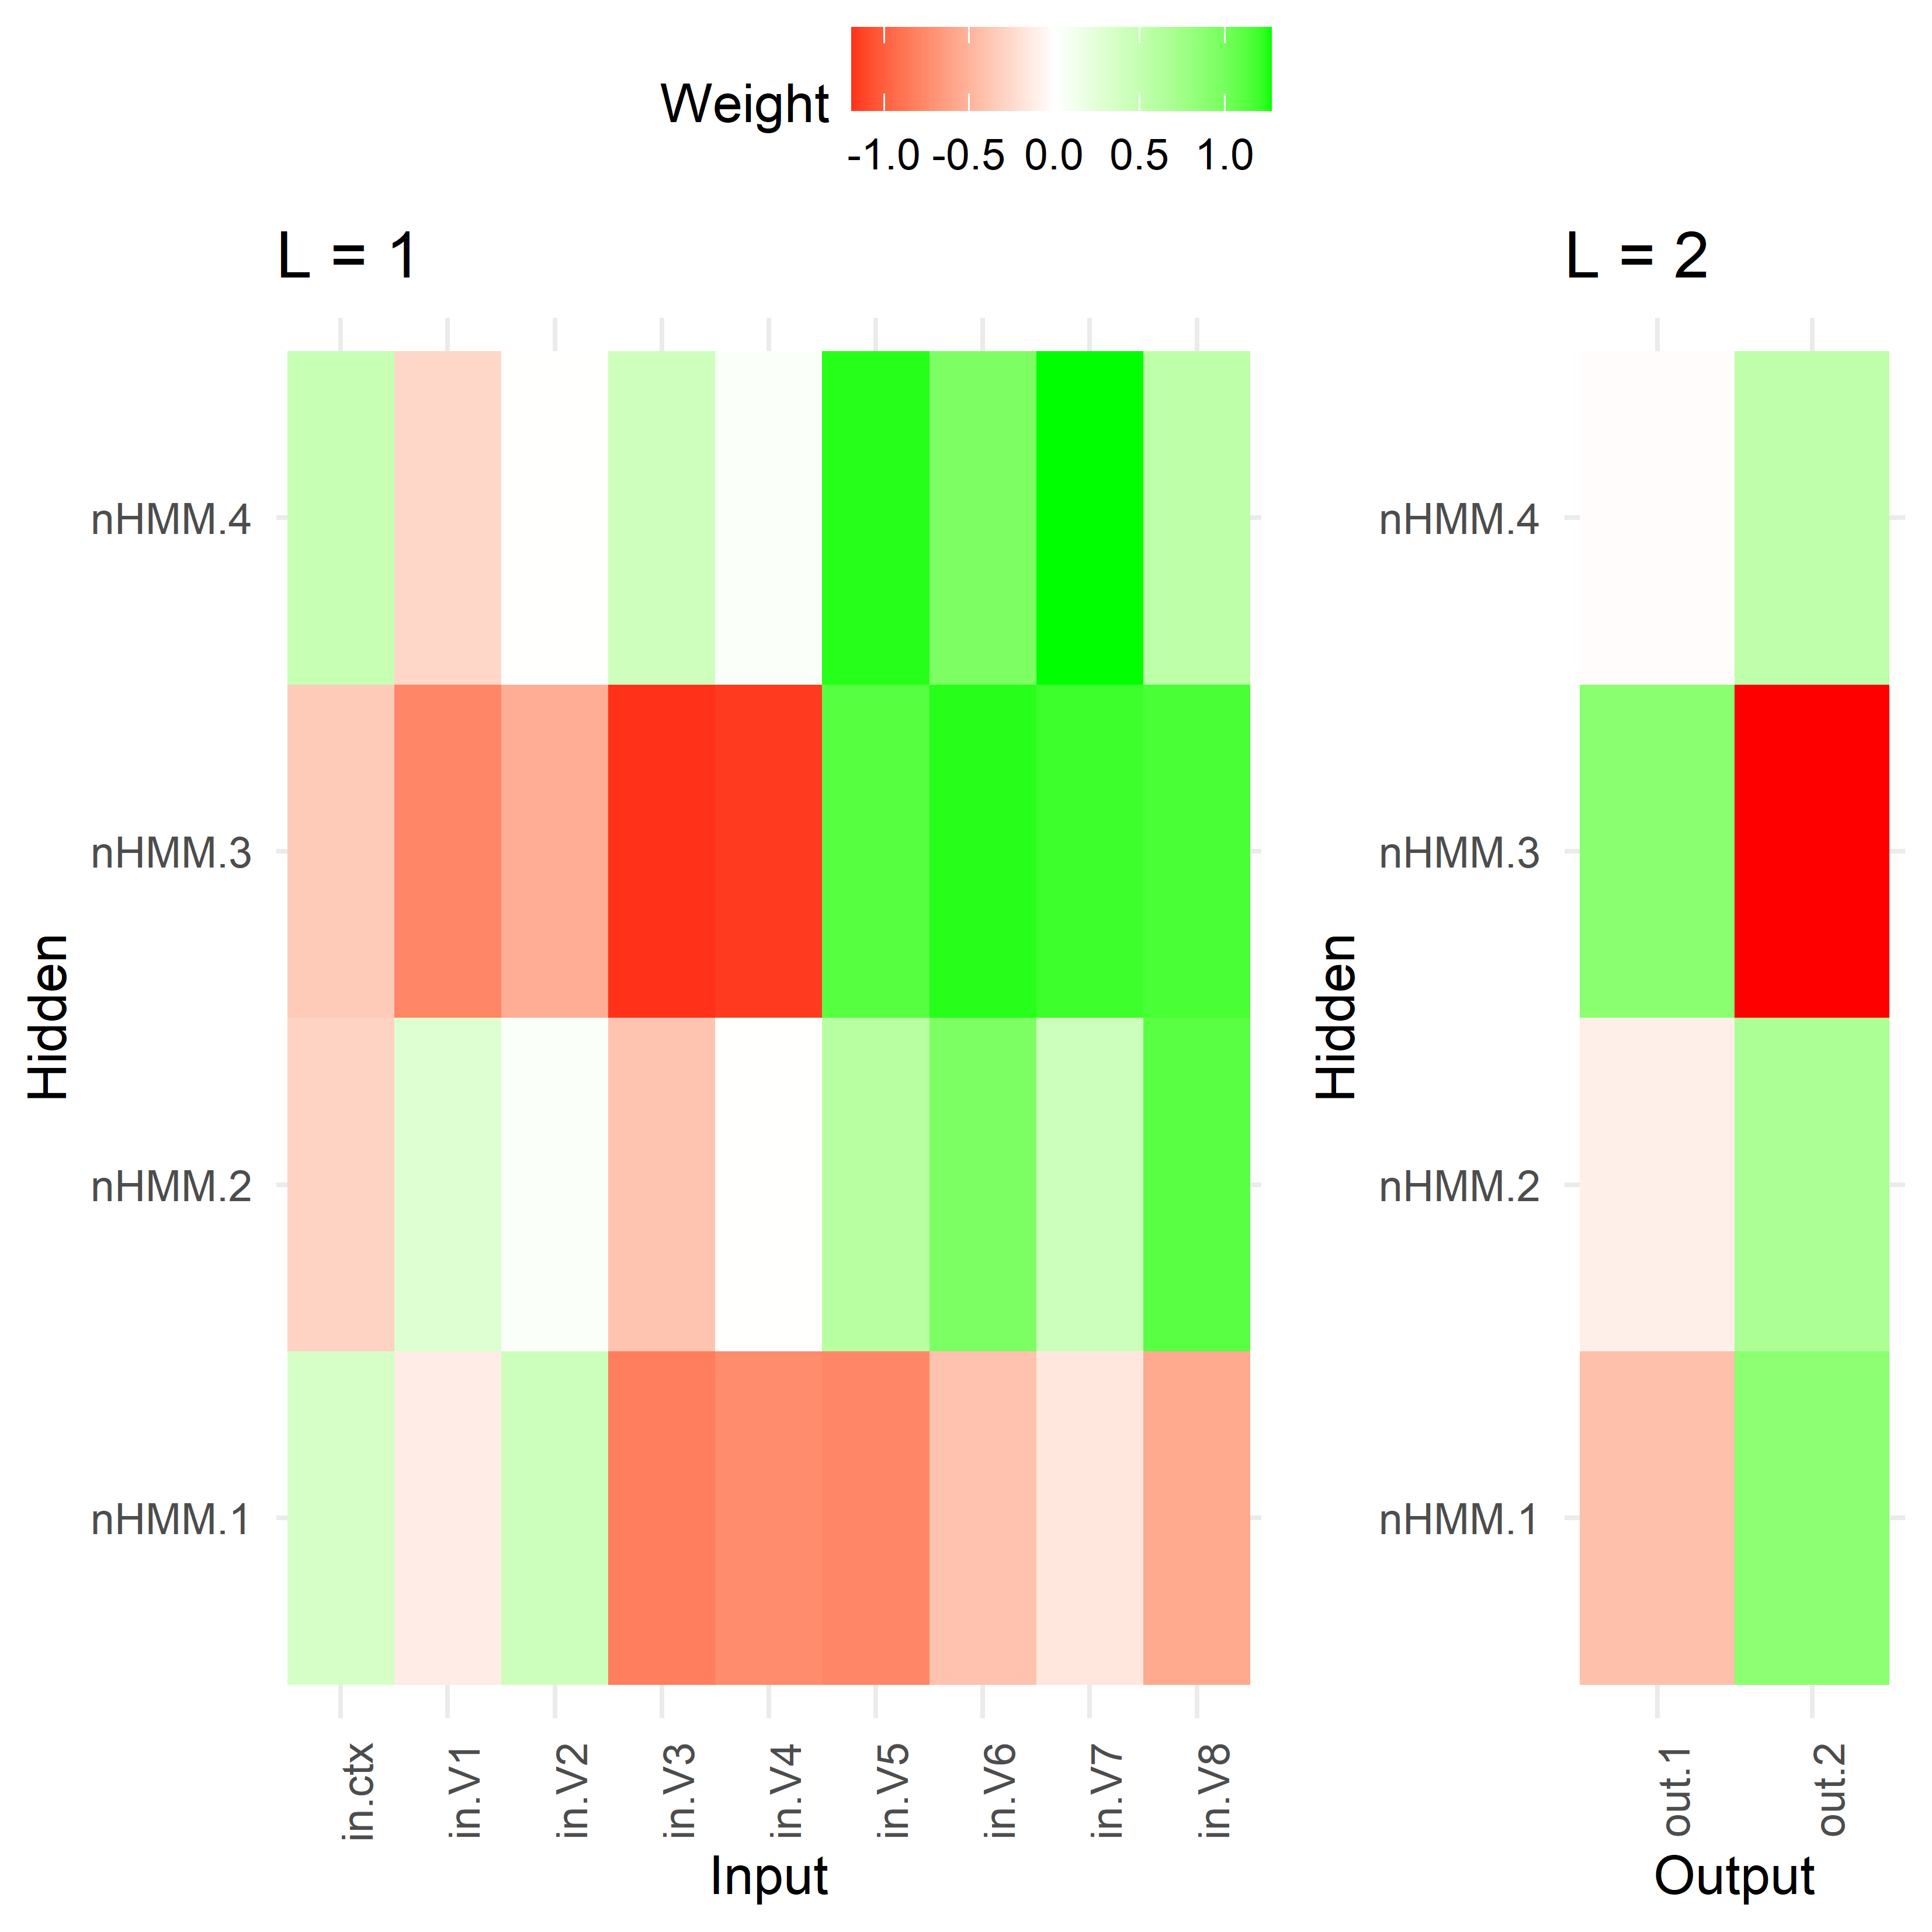 Weight
-1.0 -0.5 0.0 0.5 1.0
L = 1
Hidden
nHMM.4
nHMM.3
nHMM.2
nHMM.1
in.ctx in.V1 in.V2 in.V3 in.V4 in.V5 in.V6 in.V7 in.V8
Input
L = 2
Hidden
nHMM.4
nHMM.3
nHMM.2
nHMM.1
out.1 out.2
Output